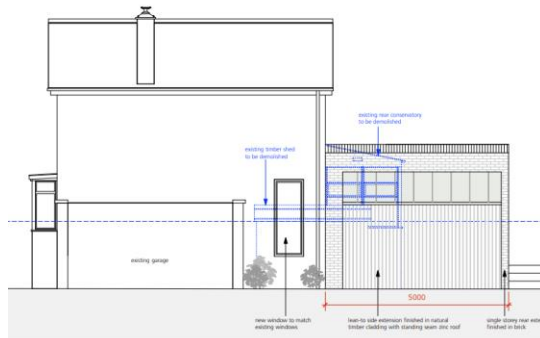 existing rear conservatory
to be demolished
existing timber shed
to be demolished
existing garage
5000
new window to match
existing windows
lean-to side extension finished in natural
timber cladding with standing seam zinc roof
single storey rear exte
finished in brick